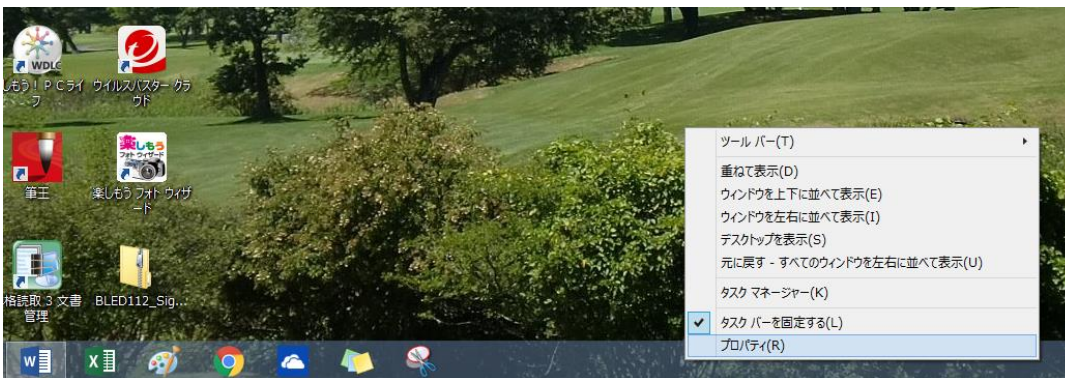 WDLC
しもう！ＰＣライ
フ
ウイルスバスター クラ
ウド
筆王
楽しもう
フォト ウィザード
楽しもう フォト ウィザ
ード
格読取 3 文書
管理
BLED112_Sig...
ツール バー(T)
重ねて表示(D)
ウィンドウを上下に並べて表示(E)
ウィンドウを左右に並べて表示(I)
デスクトップを表示(S)
元に戻す - すべてのウィンドウを左右に並べて表示(U)
タスク マネージャー(K)
タスク バーを固定する(L)
プロパティ(R)